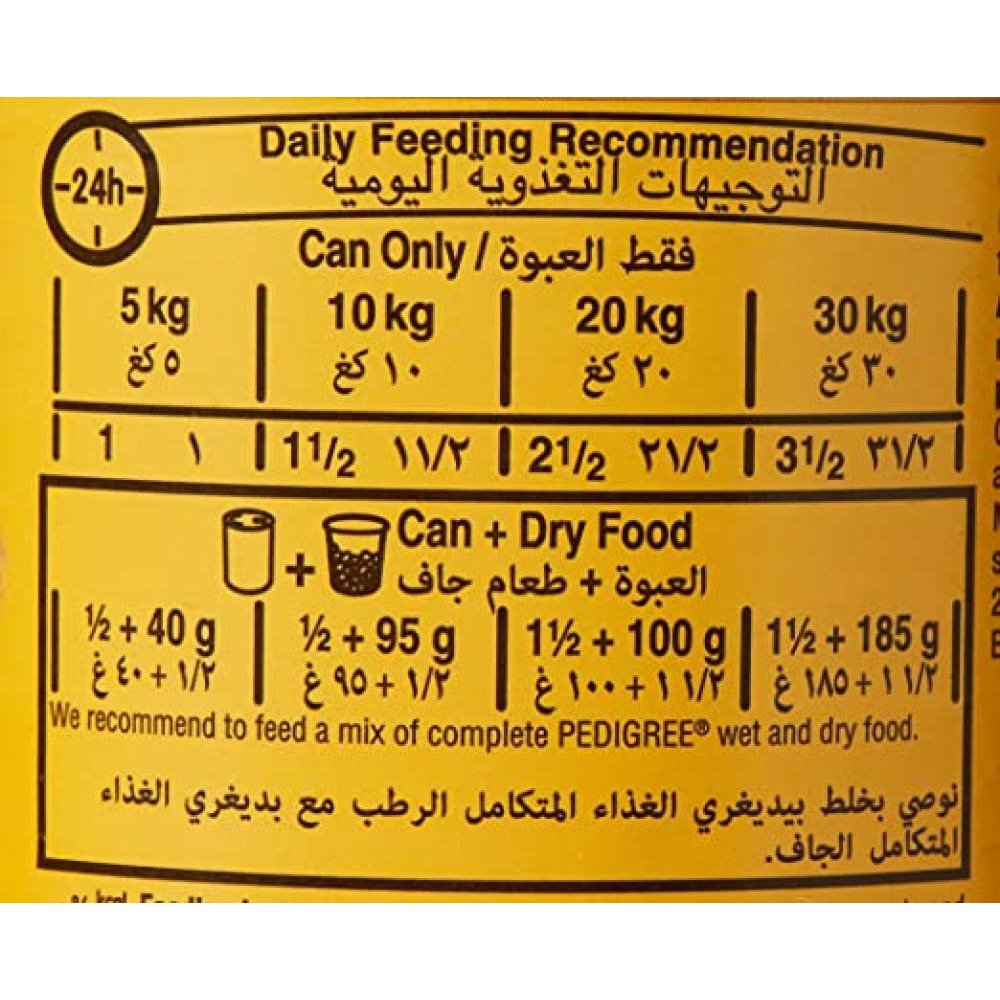 Daily Feeding Recommendation
التوجيهات التغذوية اليومية
-24h-
Can Only / فقط العبوة
5 kg 10 kg 20 kg 30 kg
٥ كغ ١٠ كغ ٢٠ كغ ٣٠ كغ
1 ١ 11/2 ١١/٢ 21/2 ٢١/٢ 31/2 ٣١/٢
+ Can + Dry Food
العبوة + طعام جاف
½ + 40 g ½ + 95 g 1½ + 100 g 1½ + 185 g
١/٢ + ٤٠ غ ١/٢ + ٩٥ غ ١ ١/٢ + ١٠٠ غ ١ ١/٢ + ١٨٥ غ
We recommend to feed a mix of complete PEDIGREE® wet and dry food.
نوصي بخلط بيديغري الغذاء المتكامل الرطب مع بديغري الغذاء
المتكامل الجاف.